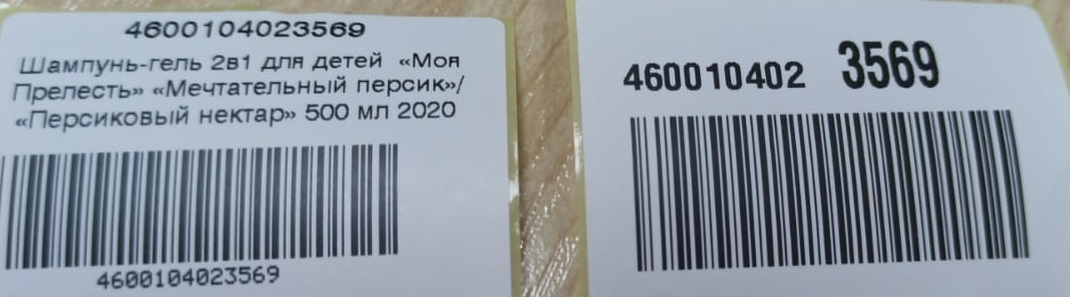 4600104023569
Шампунь-гель 2в1 для детей «Моя
Прелесть» «Мечтательный персик»/
«Персиковый нектар» 500 мл 2020
4600104023569
460010402 3569